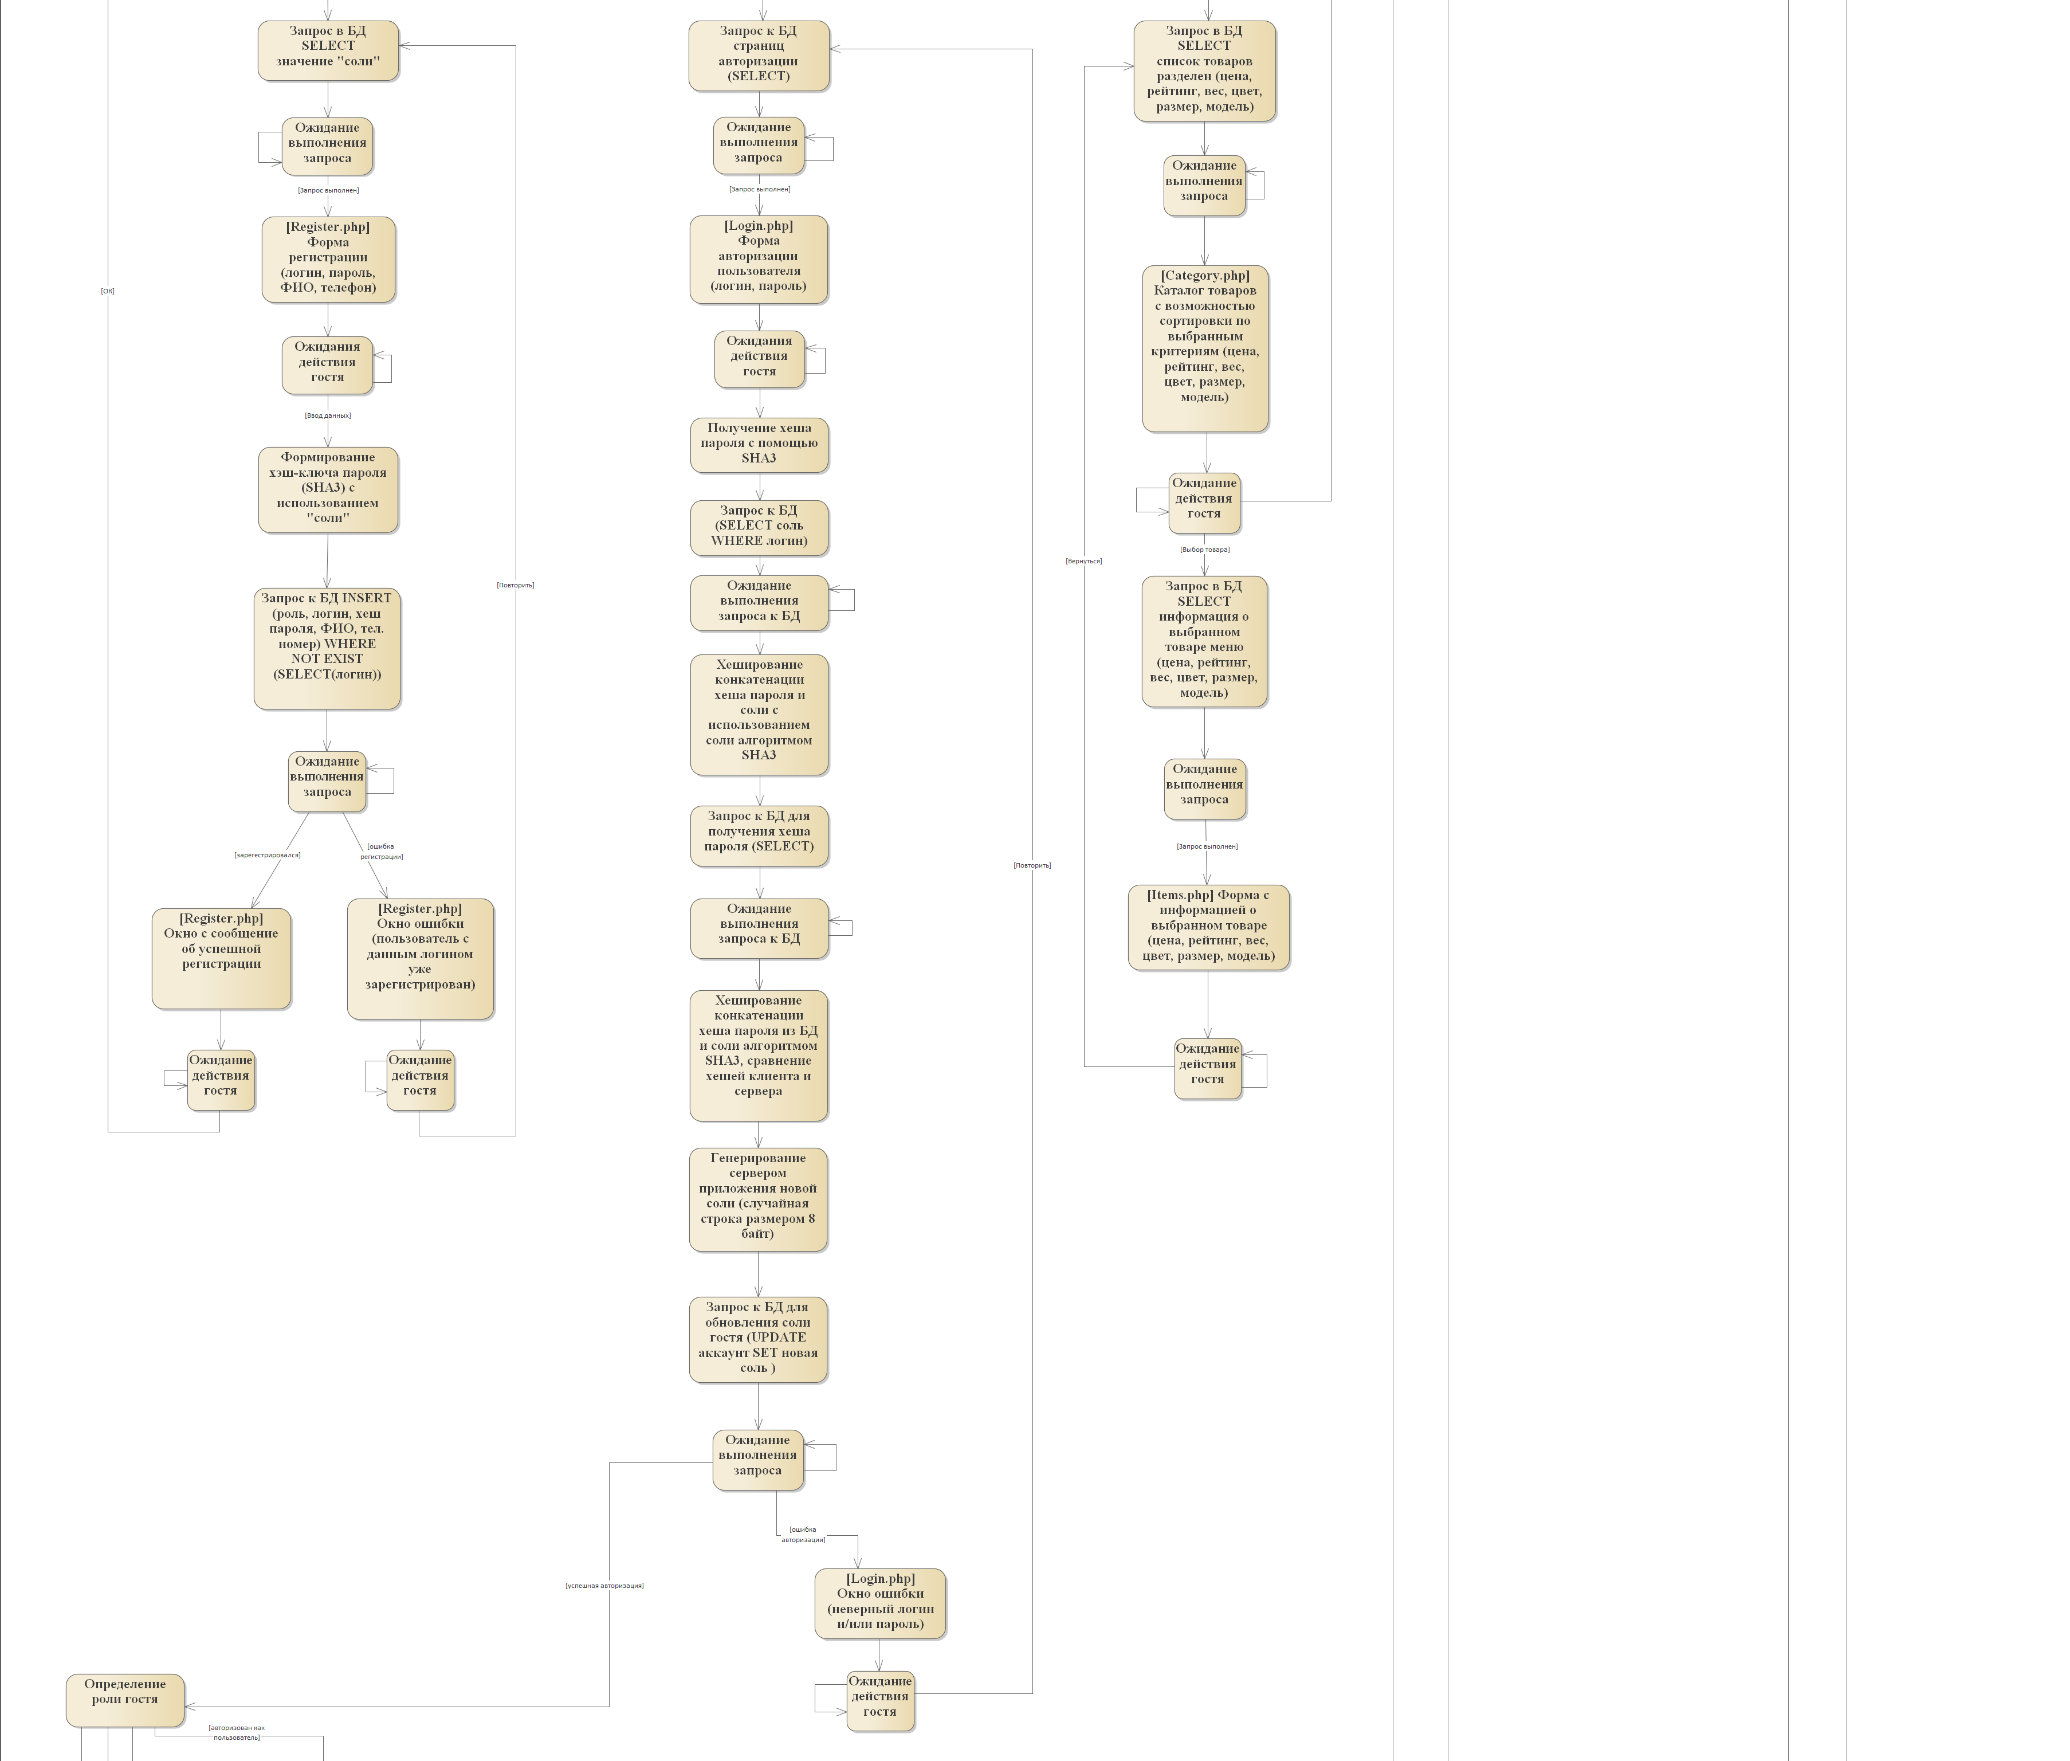 Запрос в БД
SELECT
значение "соли"
Ожидание
выполнения
запроса
[Запрос выполнен]
[Register.php]
Форма
регистрации
(логин, пароль,
ФИО, телефон)
[ОК]
Ожидания
действия
гостя
[Ввод данных]
Формирование
хэш-ключа пароля
(SHA3) с
использованием
"соли"
[Повторить]
Запрос к БД INSERT
(роль, логин, хеш
пароля, ФИО, тел.
номер) WHERE
NOT EXIST
(SELECT(логин))
Ожидание
выполнения
запроса
[зарегестрировался]
[ошибка
регистрации]
[Register.php]
Окно с сообщение
об успешной
регистрации
[Register.php]
Окно ошибки
(пользователь с
данным логином
уже
зарегистрирован)
Ожидание
действия
гостя
Ожидание
действия
гостя
Запрос к БД
страниц
авторизации
(SELECT)
Ожидание
выполнения
запроса
[Запрос выполнен]
[Login.php]
Форма
авторизации
пользователя
(логин, пароль)
Ожидания
действия
гостя
Получение хеша
пароля с помощью
SHA3
Запрос к БД
(SELECT соль
WHERE логин)
Ожидание
выполнения
запроса к БД
Хеширование
конкатенации
хеша пароля и
соли с
использованием
соли алгоритмом
SHA3
Запрос к БД для
получения хеша
пароля (SELECT)
[Повторить]
Ожидание
выполнения
запроса к БД
Хеширование
конкатенации
хеша пароля из БД
и соли алгоритмом
SHA3, сравнение
хешей клиента и
сервера
Генерирование
сервером
приложения новой
соли (случайная
строка размером 8
байт)
Запрос к БД для
обновления соли
гостя (UPDATE
аккаунт SET новая
соль )
Ожидание
выполнения
запроса
[ошибка
авторизации]
[успешная авторизация]
[Login.php]
Окно ошибки
(неверный логин
и/или пароль)
Ожидание
действия
гостя
Определение
роли гостя
[авторизован как
пользователь]
Запрос в БД
SELECT
список товаров
разделен (цена,
рейтинг, вес, цвет,
размер, модель)
Ожидание
выполнения
запроса
[Category.php]
Каталог товаров
с возможностью
сортировки по
выбранным
критериям (цена,
рейтинг, вес,
цвет, размер,
модель)
Ожидание
действия
гостя
[Выбор товара]
[Вернуться]
Запрос в БД
SELECT
информация о
выбранном
товаре меню
(цена, рейтинг,
вес, цвет, размер,
модель)
Ожидание
выполнения
запроса
[Запрос выполнен]
[Items.php] Форма с
информацией о
выбранном товаре
(цена, рейтинг, вес,
цвет, размер, модель)
Ожидание
действия
гостя